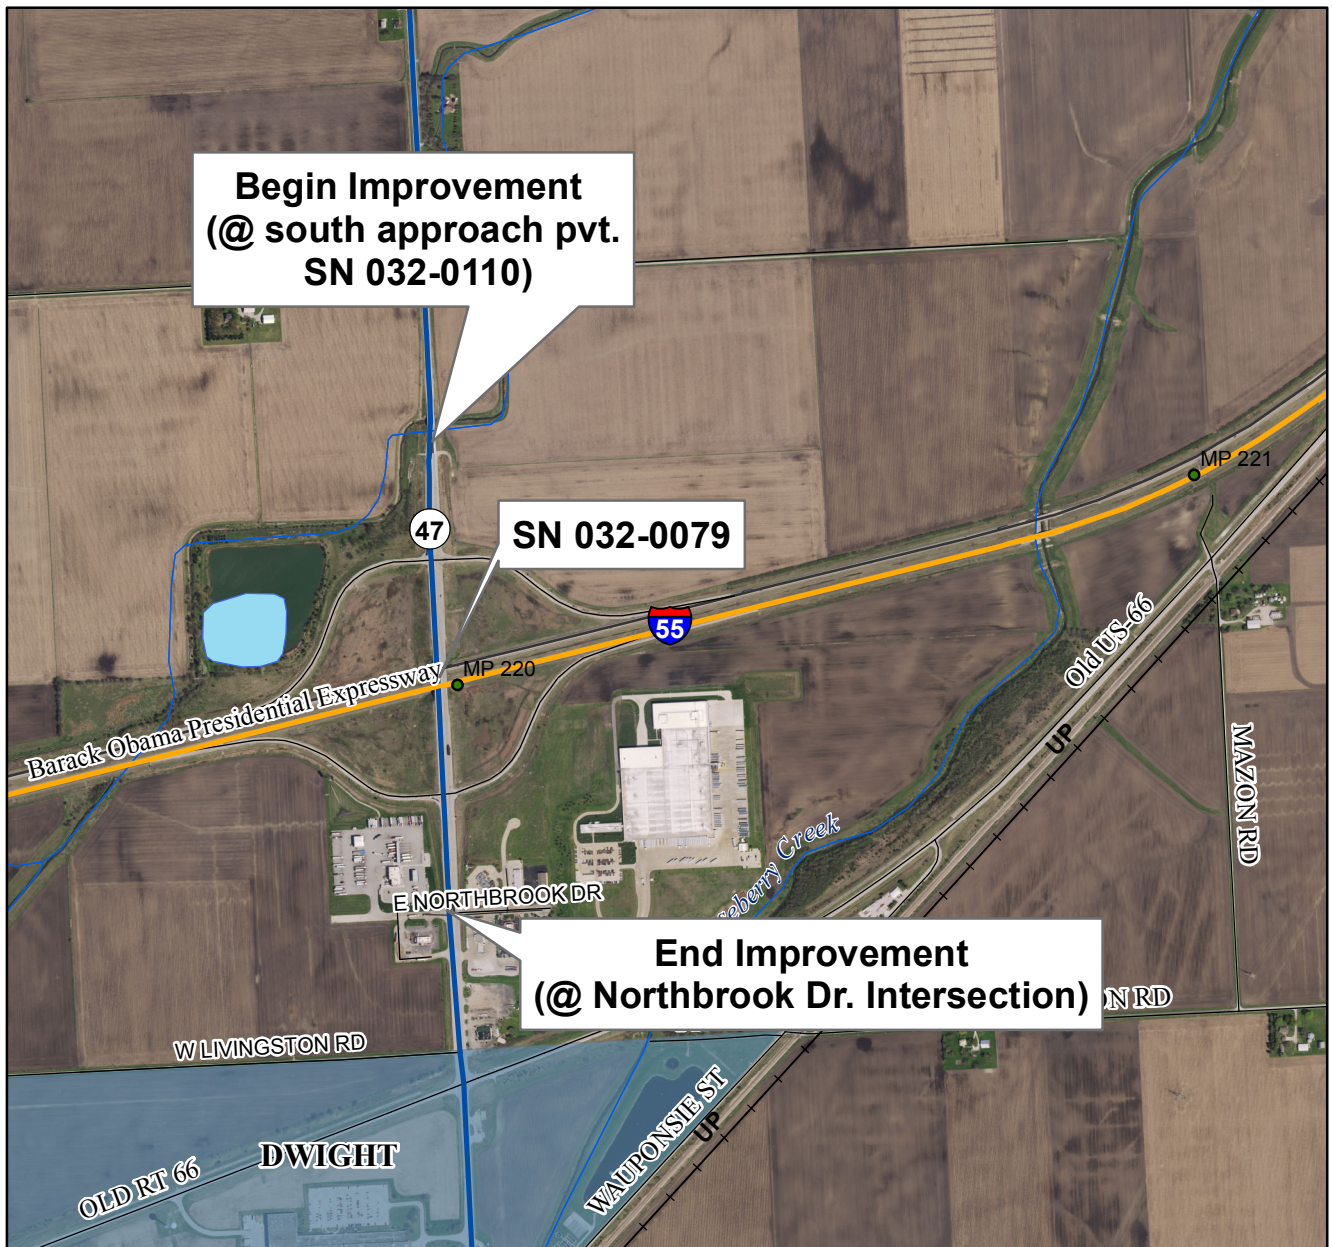 Begin Improvement
(@ south approach pvt.
SN 032-0110)
MP 221
47
SN 032-0079
55
Old US-66
MP 220
Barack Obama Presidential Expressway
UP
MAZON RD
E NORTHBROOK DR
Creek
End Improvement
(@ Northbrook Dr. Intersection)
RD
W LIVINGSTON RD
WAUPONSIE ST
UP
DWIGHT
OLD RT 66